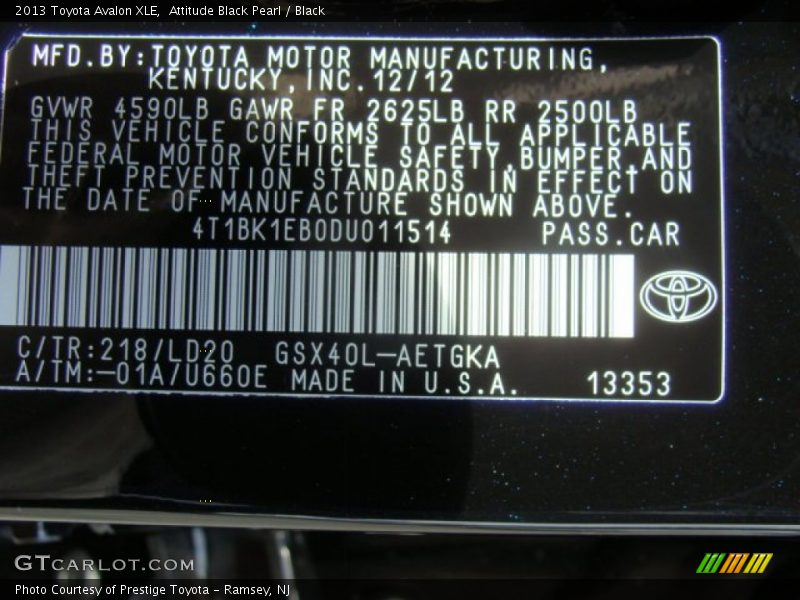 2013 Toyota Avalon XLE,  Attitude Black Pearl / Black
MFD.BY:TOYOTA MOTOR MANUFACTURING,
KENTUCKY,INC.12/12
GVWR 4590LB GAWR FR 2625LB RR 2500LB
THIS VEHICLE CONFORMS TO ALL APPLICABLE
FEDERAL MOTOR VEHICLE SAFETY,BUMPER,AND
THEFT PREVENTION STANDARDS IN EFFECT ON
THE DATE OF MANUFACTURE SHOWN ABOVE.
4T1BK1EB0DU011514 PASS.CAR
C/TR:218/LD20 GSX40L-AETGKA
A/TM:-01A/U660E MADE IN U.S.A. 13353
GTCARLOT.COM
Photo Courtesy of Prestige Toyota - Ramsey, NJ